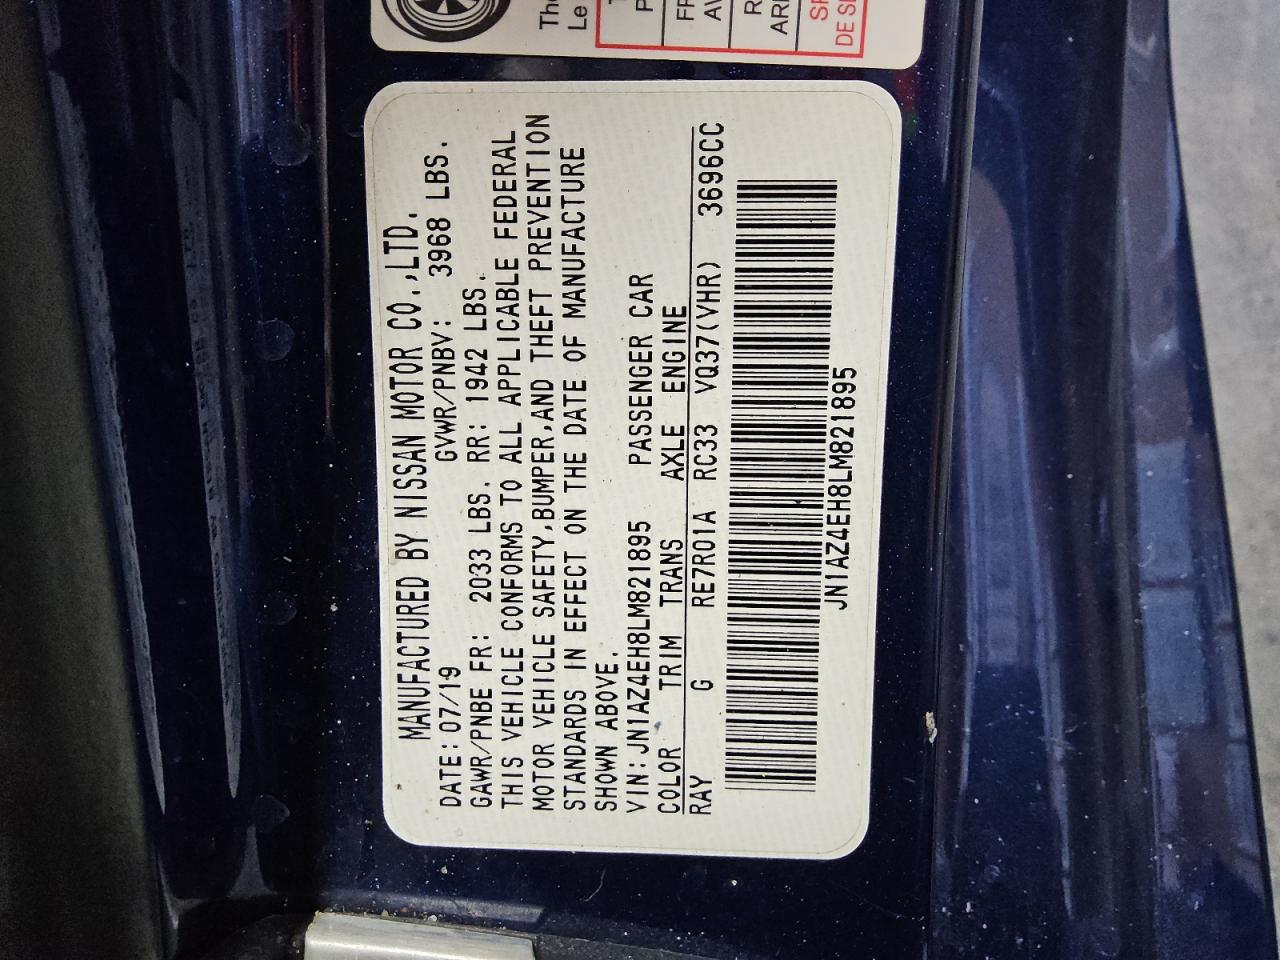 MANUFACTURED BY NISSAN MOTOR CO.,LTD.
DATE: 07/19 GVWR/PNBV: 3968 LBS.
GAWR/PNBE FR: 2033 LBS. RR: 1942 LBS.
THIS VEHICLE CONFORMS TO ALL APPLICABLE FEDERAL
MOTOR VEHICLE SAFETY,BUMPER,AND THEFT PREVENTION
STANDARDS IN EFFECT ON THE DATE OF MANUFACTURE
SHOWN ABOVE.
VIN: JN1AZ4EH8LM821895 PASSENGER CAR
COLOR TRIM TRANS AXLE ENGINE
RAY G RE7R01A RC33 VQ37(VHR) 3696CC
JN1AZ4EH8LM821895
Le